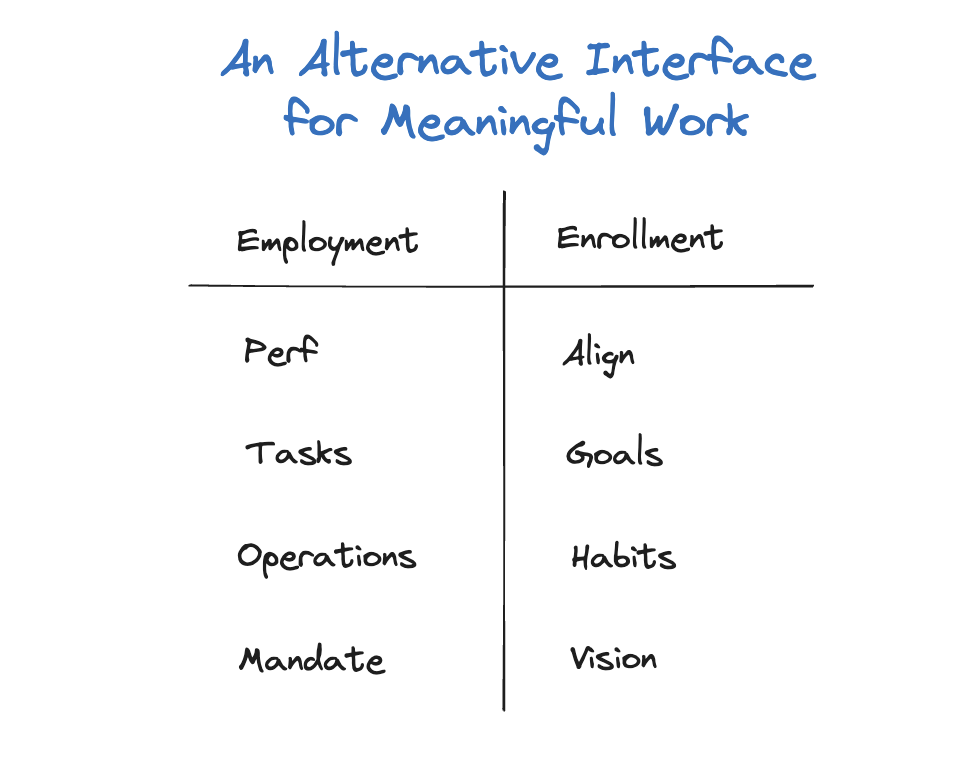 An Alternative Interface
for Meaningful Work
Employment Enrollment
Perf Align
Tasks Goals
Operations Habits
Mandate Vision